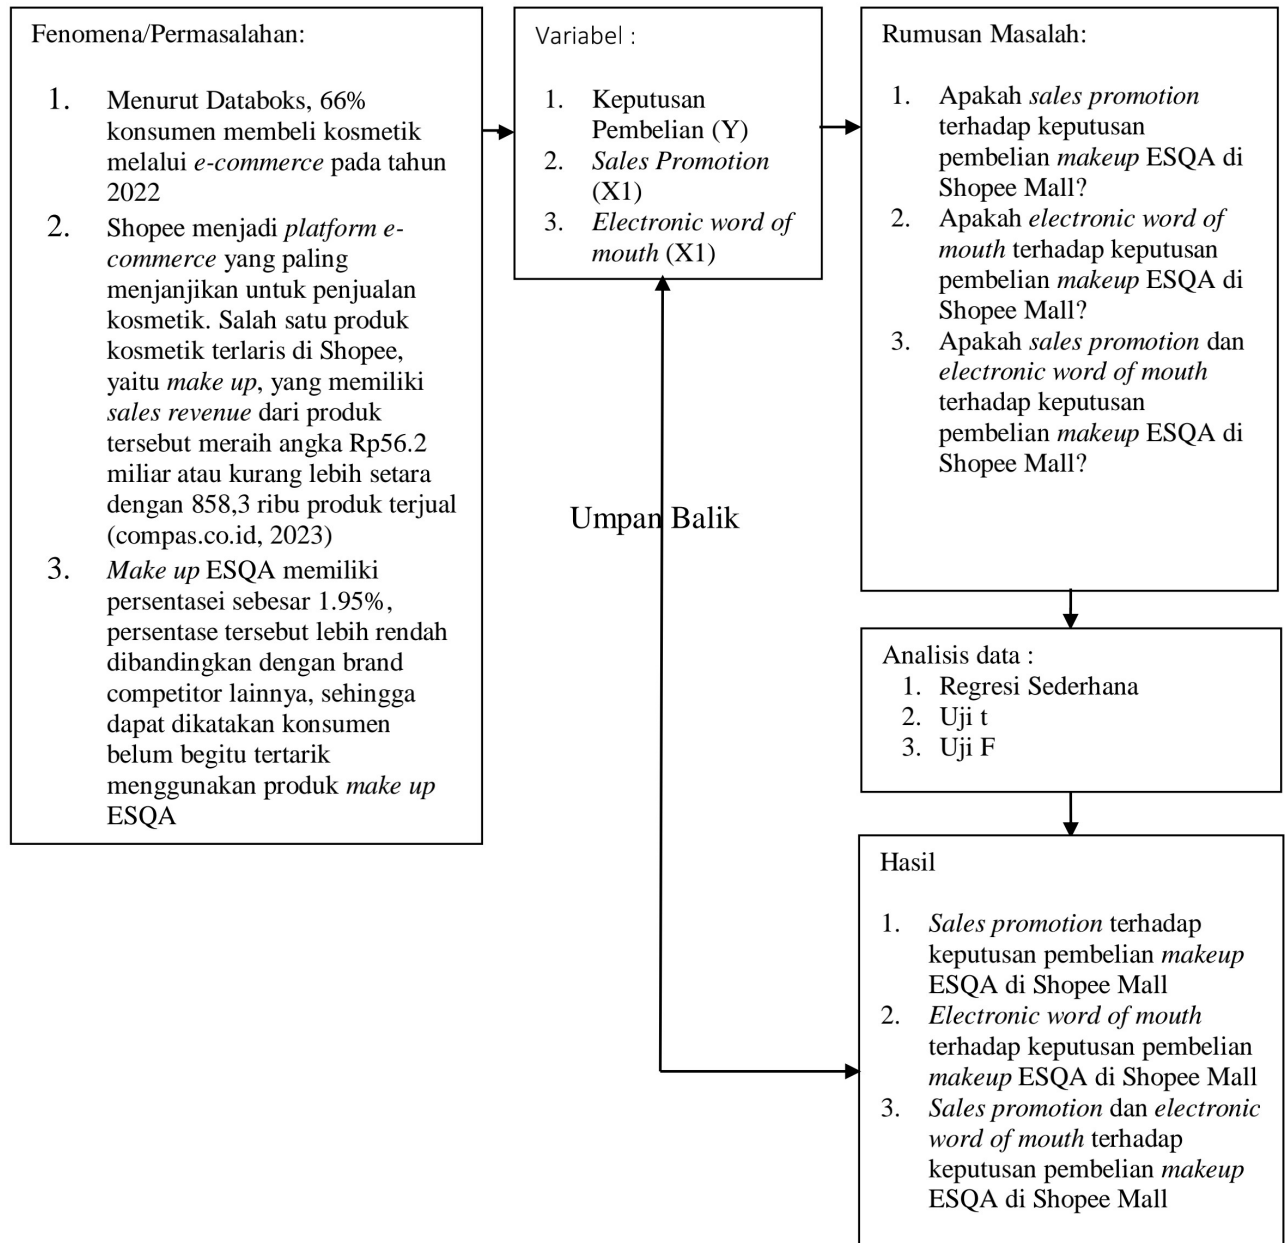 Fenomena/Permasalahan:
1. Menurut Databoks, 66%
konsumen membeli kosmetik
melalui e-commerce pada tahun
2022
2. Shopee menjadi platform e-
commerce yang paling
menjanjikan untuk penjualan
kosmetik. Salah satu produk
kosmetik terlaris di Shopee,
yaitu make up, yang memiliki
sales revenue dari produk
tersebut meraih angka Rp56.2
miliar atau kurang lebih setara
dengan 858,3 ribu produk terjual
(compas.co.id, 2023)
3. Make up ESQA memiliki
persentasei sebesar 1.95%,
persentase tersebut lebih rendah
dibandingkan dengan brand
competitor lainnya, sehingga
dapat dikatakan konsumen
belum begitu tertarik
menggunakan produk make up
ESQA
Variabel :
1. Keputusan
Pembelian (Y)
2. Sales Promotion
(X1)
3. Electronic word of
mouth (X1)
Umpan Balik
Rumusan Masalah:
1. Apakah sales promotion
terhadap keputusan
pembelian makeup ESQA di
Shopee Mall?
2. Apakah electronic word of
mouth terhadap keputusan
pembelian makeup ESQA di
Shopee Mall?
3. Apakah sales promotion dan
electronic word of mouth
terhadap keputusan
pembelian makeup ESQA di
Shopee Mall?
Analisis data :
1. Regresi Sederhana
2. Uji t
3. Uji F
Hasil
1. Sales promotion terhadap
keputusan pembelian makeup
ESQA di Shopee Mall
2. Electronic word of mouth
terhadap keputusan pembelian
makeup ESQA di Shopee Mall
3. Sales promotion dan electronic
word of mouth terhadap
keputusan pembelian makeup
ESQA di Shopee Mall